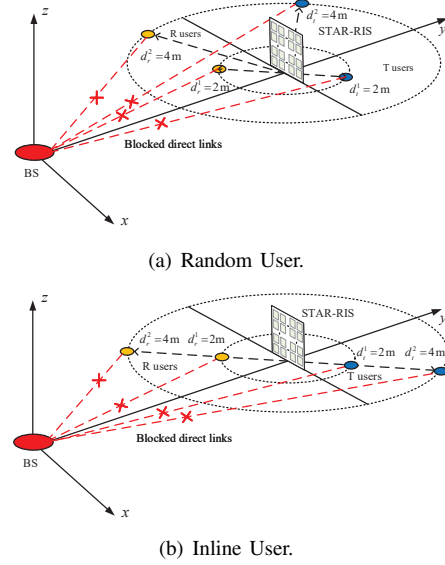 z
d_r^2 = 4 m
R users
d_t^2 = 4 m
STAR-RIS
y
T users
d_r^1 = 2 m
d_t^1 = 2 m
Blocked direct links
BS
x
(a) Random User.
z
STAR-RIS
y
d_r^2 = 4 m
d_r^1 = 2 m
d_t^1 = 2 m
d_t^2 = 4 m
R users
T users
Blocked direct links
BS
x
(b) Inline User.